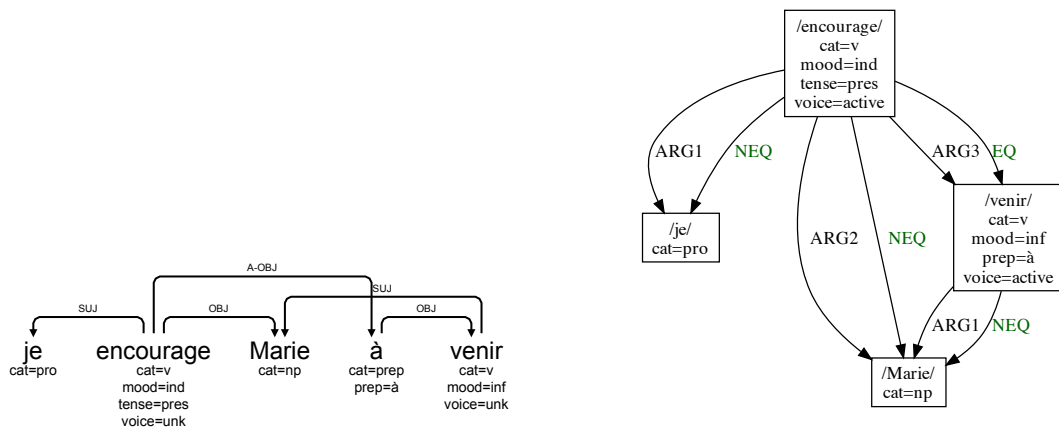 A-OBJ
SUJ
SUJ
OBJ
OBJ
je encourage Marie à venir
cat=pro cat=v cat=np cat=prep cat=v
mood=ind prep=à mood=inf
tense=pres voice=unk
voice=unk
/encourage/
cat=v
mood=ind
tense=pres
voice=active
ARG1
NEQ
ARG3
EQ
/je/
cat=pro
ARG2
NEQ
/venir/
cat=v
mood=inf
prep=à
voice=active
ARG1
NEQ
/Marie/
cat=np